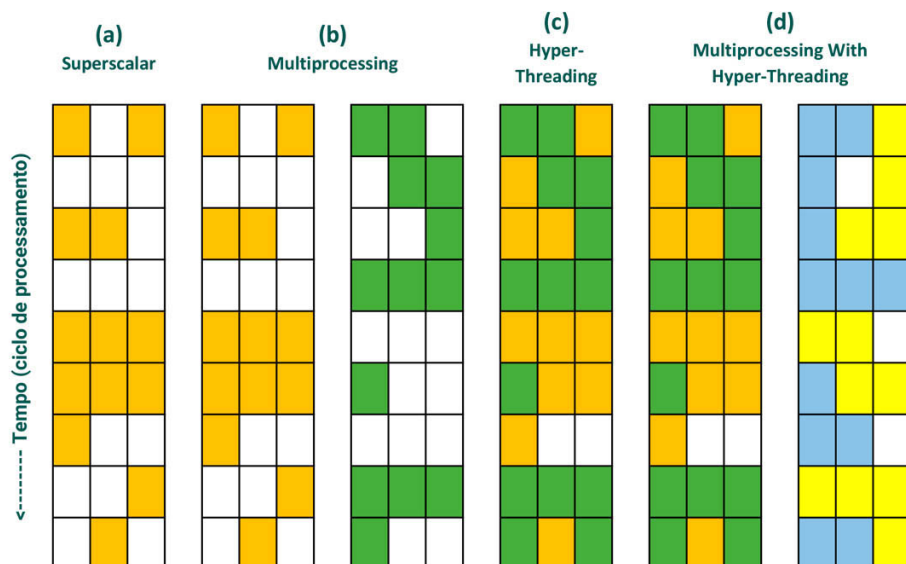 (a)
Superscalar
(b)
Multiprocessing
(c)
Hyper-
Threading
(d)
Multiprocessing With
Hyper-Threading
<--------- Tempo (ciclo de processamento)